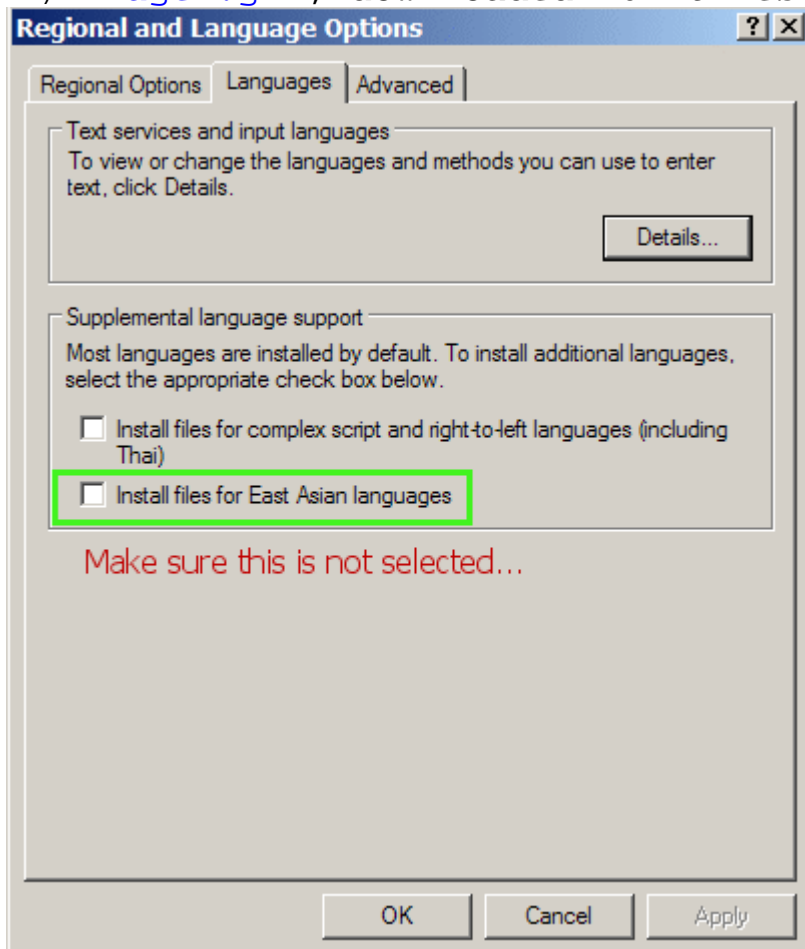 Regional and Language Options
Regional Options Languages Advanced
Text services and input languages
To view or change the languages and methods you can use to enter
text, click Details.
Details...
Supplemental language support
Most languages are installed by default. To install additional languages,
select the appropriate check box below.
Install files for complex script and right-to-left languages (including
Thai)
Install files for East Asian languages
Make sure this is not selected...
OK Cancel Apply